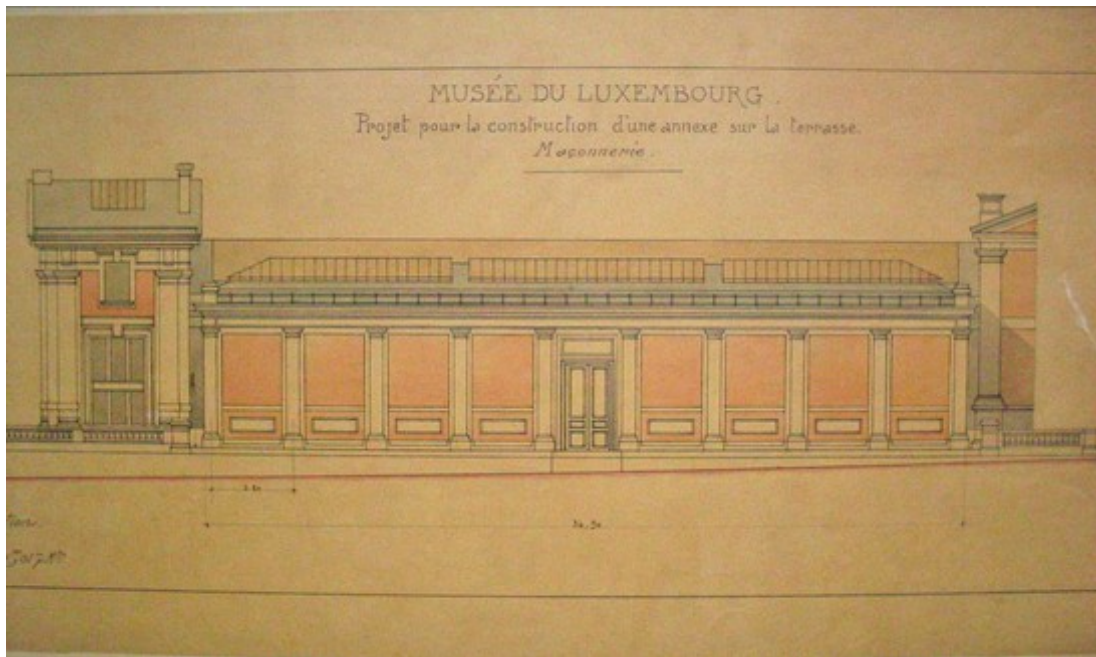 MUSÉE DU LUXEMBOURG.
Projet pour la construction d'une annexe sur la terrasse.
Maçonnerie.